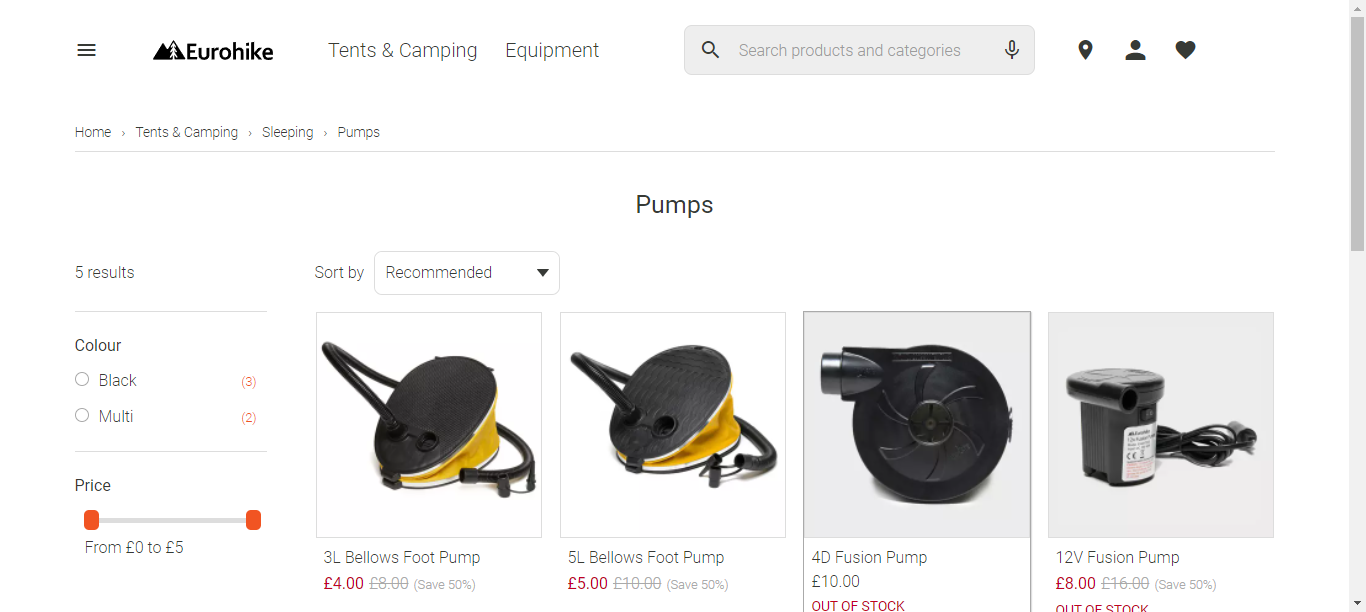 Eurohike
Tents & Camping
Equipment
Search products and categories
Home › Tents & Camping › Sleeping › Pumps
Pumps
5 results
Sort by
Recommended
Colour
Black (3)
Multi (2)
Price
From £0 to £5
3L Bellows Foot Pump
£4.00 £8.00 (Save 50%)
5L Bellows Foot Pump
£5.00 £10.00 (Save 50%)
4D Fusion Pump
£10.00
OUT OF STOCK
Eurohike
12V Fusion Pump
£8.00 £16.00 (Save 50%)
OUT OF STOCK